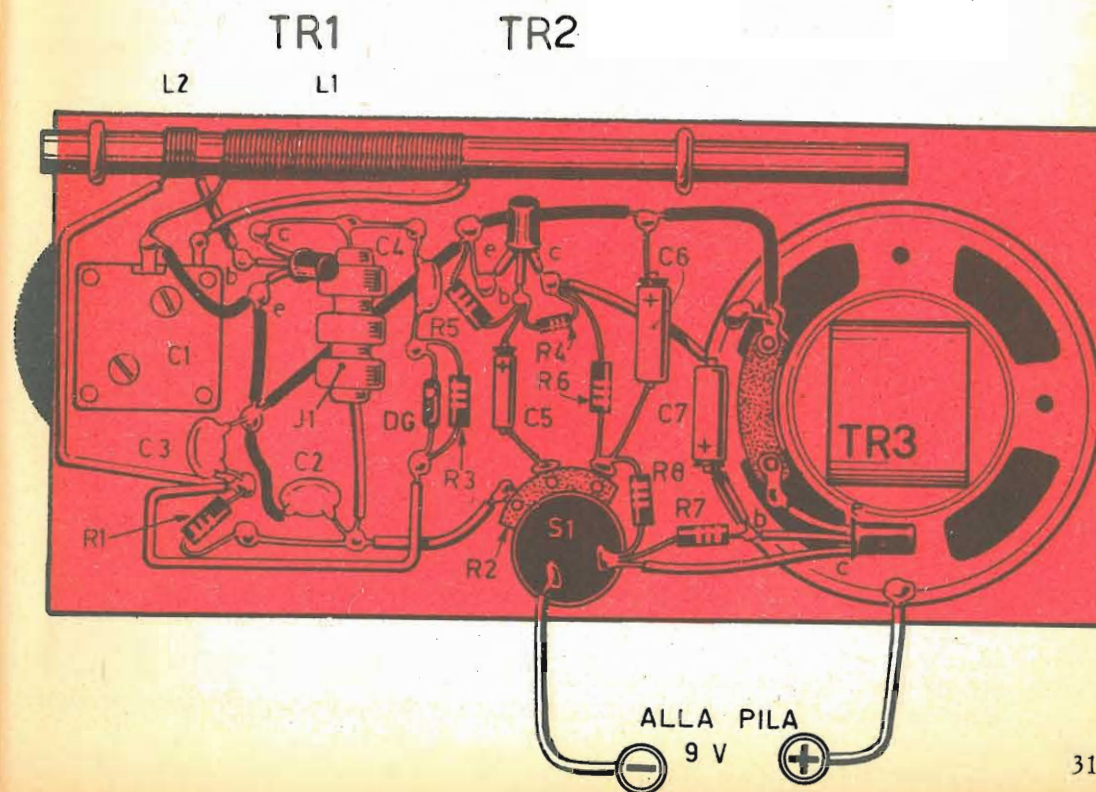 TR1 TR2
L2 L1
c C4 e c C6
b b
e R5 R4 +
C1 R6
+
J1 DG C5 C7
C3 R3 +
C2 R8 TR3
R1 S1 R7 b e
R2 c
ALLA PILA
− 9 V +
31